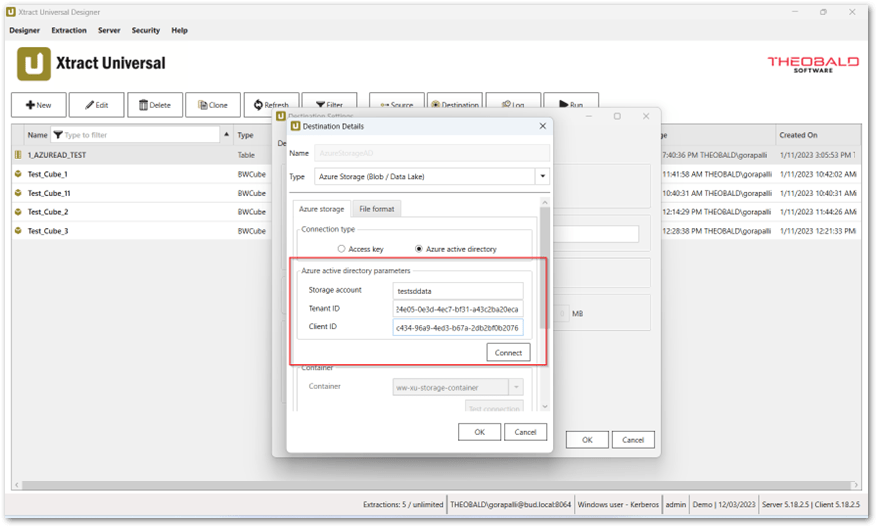 Xtract Universal Designer
Designer Extraction Server Security Help
Xtract Universal
THEOBALD
SOFTWARE
New Edit Delete Clone Refresh Filter Source Destination Log Run
Name Type to filter Type Created On
1_AZUREAD_TEST Table 7:40:36 PM THEOBALD\gorapalli 1/11/2023 3:05:53 PM
Test_Cube_1 BWCube 11:41:58 AM THEOBALD\gorapalli 1/11/2023 10:42:02 AM
Test_Cube_11 BWCube 10:40:31 AM THEOBALD\gorapalli 1/11/2023 10:40:31 AM
Test_Cube_2 BWCube 12:14:29 PM THEOBALD\gorapalli 1/11/2023 11:44:26 AM
Test_Cube_3 BWCube 12:28:38 PM THEOBALD\gorapalli 1/11/2023 12:21:33 PM
Destination Settings
Destination Details
Name AzureStorageAD
Type Azure Storage (Blob / Data Lake)
Azure storage File format
Connection type
Access key Azure active directory
Azure active directory parameters
Storage account testsddata
Tenant ID 24e05-0e3d-4ec7-bf31-a43c2ba20eca
Client ID c434-96a9-4ed3-b67a-2db2bf0b2076
MB
Connect
Container
Container ww-xu-storage-container
Test connection
OK Cancel
OK Cancel
Extractions: 5 / unlimited THEOBALD\gorapalli@bud.local:8064 Windows user - Kerberos admin Demo | 12/03/2023 Server 5.18.2.5 | Client 5.18.2.5